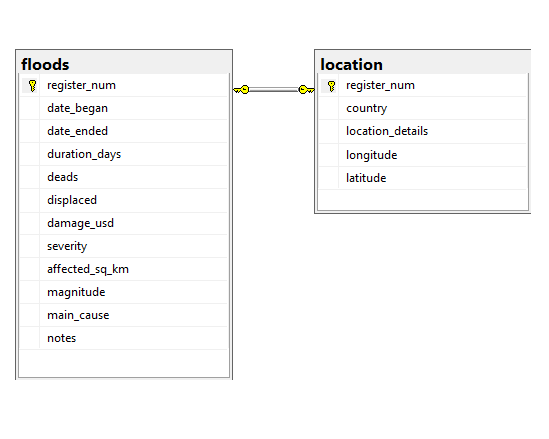 floods
register_num
date_began
date_ended
duration_days
deads
displaced
damage_usd
severity
affected_sq_km
magnitude
main_cause
notes
location
register_num
country
location_details
longitude
latitude